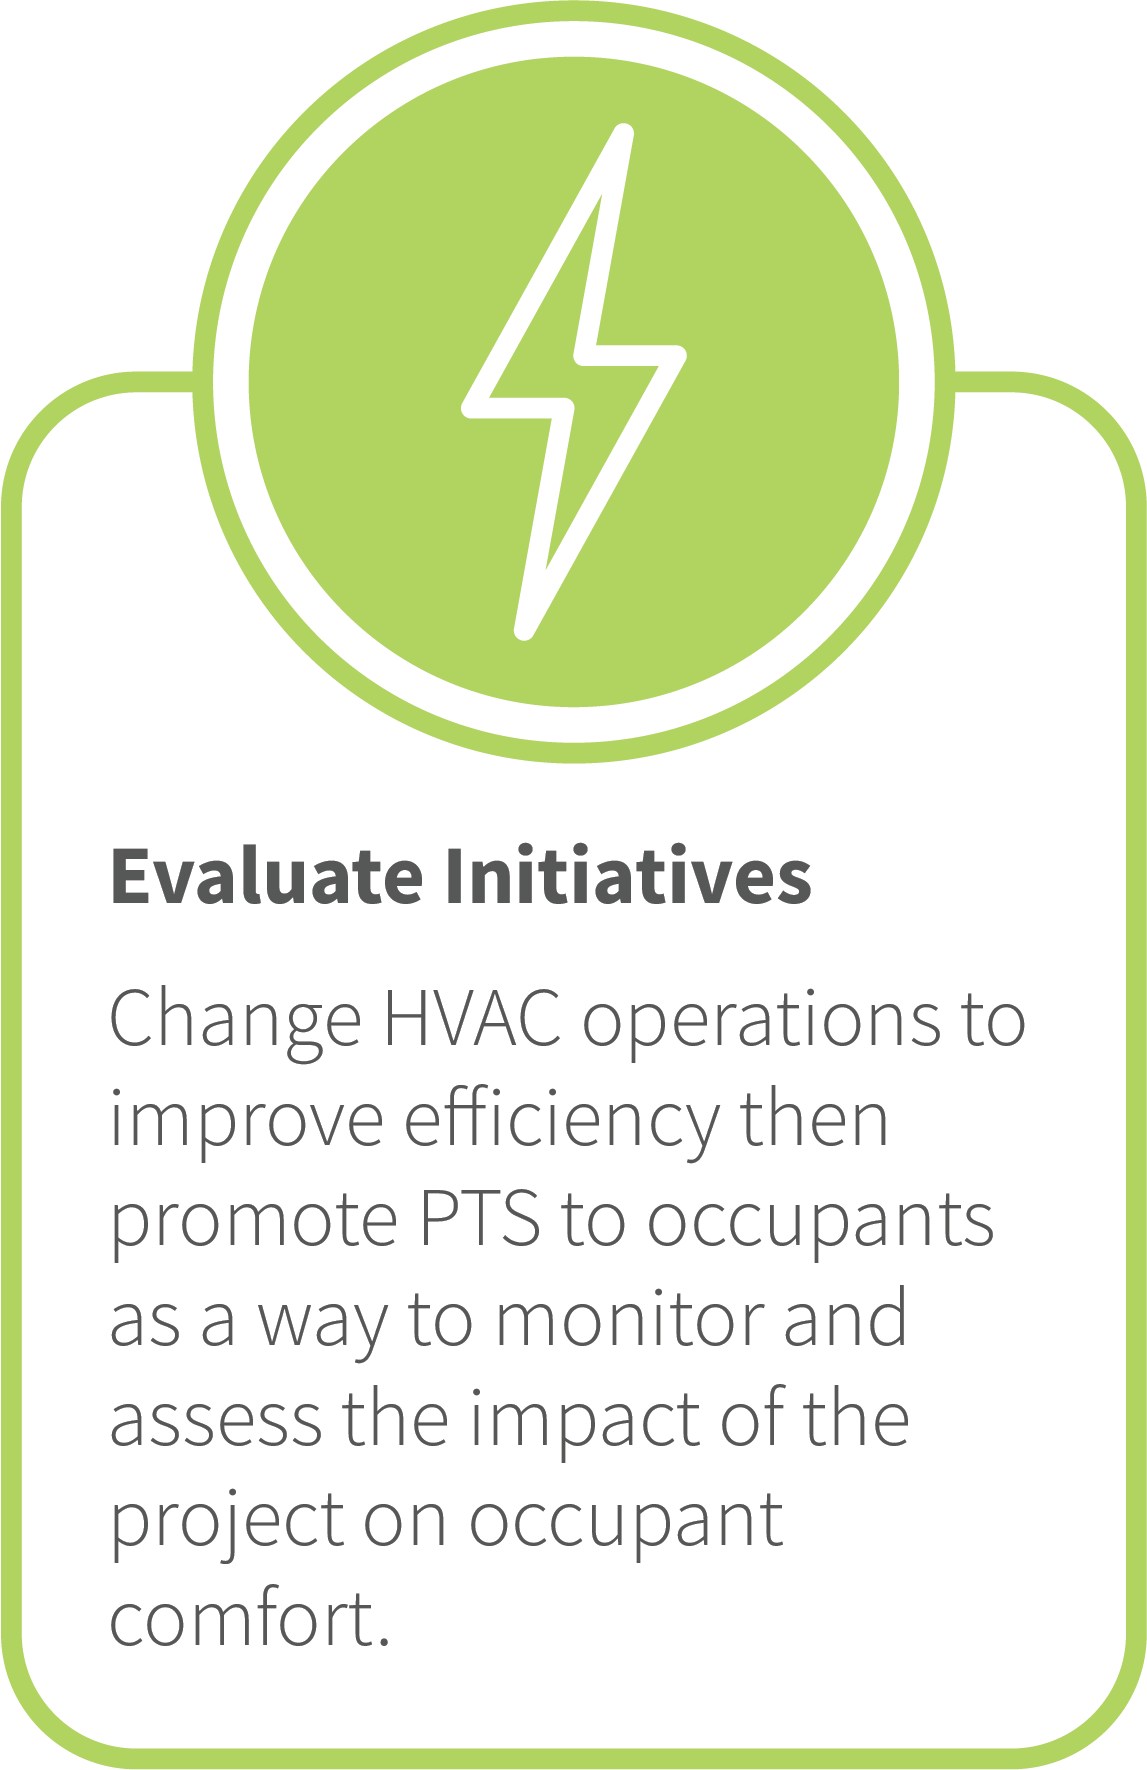 Evaluate Initiatives
Change HVAC operations to
improve efficiency then
promote PTS to occupants
as a way to monitor and
assess the impact of the
project on occupant
comfort.